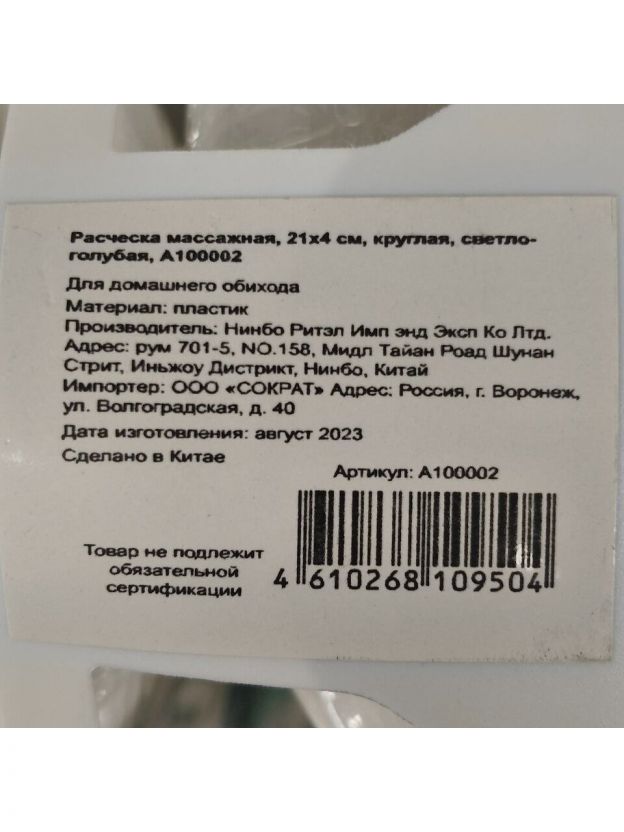 Расческа массажная, 21х4 см, круглая, светло-
голубая, А100002
Для домашнего обихода
Материал: пластик
Производитель: Нинбо Ритэл Имп энд Эксп Ко Лтд.
Адрес: рум 701-5, NO.158, Мидл Тайан Роад Шунан
Стрит, Иньжоу Дистрикт, Нинбо, Китай
Импортер: ООО «СОКРАТ» Адрес: Россия, г. Воронеж,
ул. Волгоградская, д. 40
Дата изготовления: август 2023
Сделано в Китае
Артикул: А100002
Товар не подлежит
обязательной
сертификации
4 610268 109504